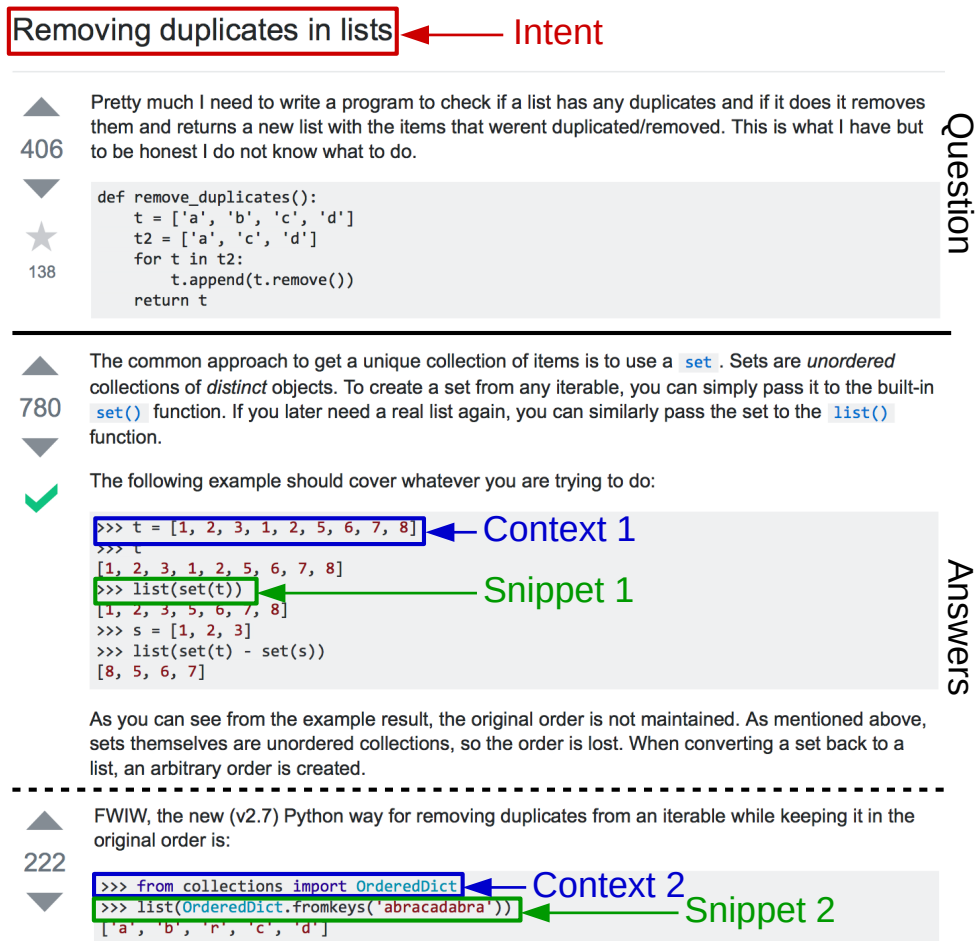 Removing duplicates in lists
Intent
Pretty much I need to write a program to check if a list has any duplicates and if it does it removes
406
them and returns a new list with the items that werent duplicated/removed. This is what I have but
to be honest I do not know what to do.
Question
def remove_duplicates():
    t = ['a', 'b', 'c', 'd']
    t2 = ['a', 'c', 'd']
    for t in t2:
        t.append(t.remove())
    return t
138
The common approach to get a unique collection of items is to use a set . Sets are unordered
780
collections of distinct objects. To create a set from any iterable, you can simply pass it to the built-in
set() function. If you later need a real list again, you can similarly pass the set to the list()
function.
The following example should cover whatever you are trying to do:
>>> t = [1, 2, 3, 1, 2, 5, 6, 7, 8]
Context 1
>>> t
[1, 2, 3, 1, 2, 5, 6, 7, 8]
>>> list(set(t))
Snippet 1
[1, 2, 3, 5, 6, 7, 8]
>>> s = [1, 2, 3]
>>> list(set(t) - set(s))
[8, 5, 6, 7]
Answers
As you can see from the example result, the original order is not maintained. As mentioned above,
sets themselves are unordered collections, so the order is lost. When converting a set back to a
list, an arbitrary order is created.
FWIW, the new (v2.7) Python way for removing duplicates from an iterable while keeping it in the
original order is:
222
>>> from collections import OrderedDict
Context 2
>>> list(OrderedDict.fromkeys('abracadabra'))
Snippet 2
['a', 'b', 'r', 'c', 'd']